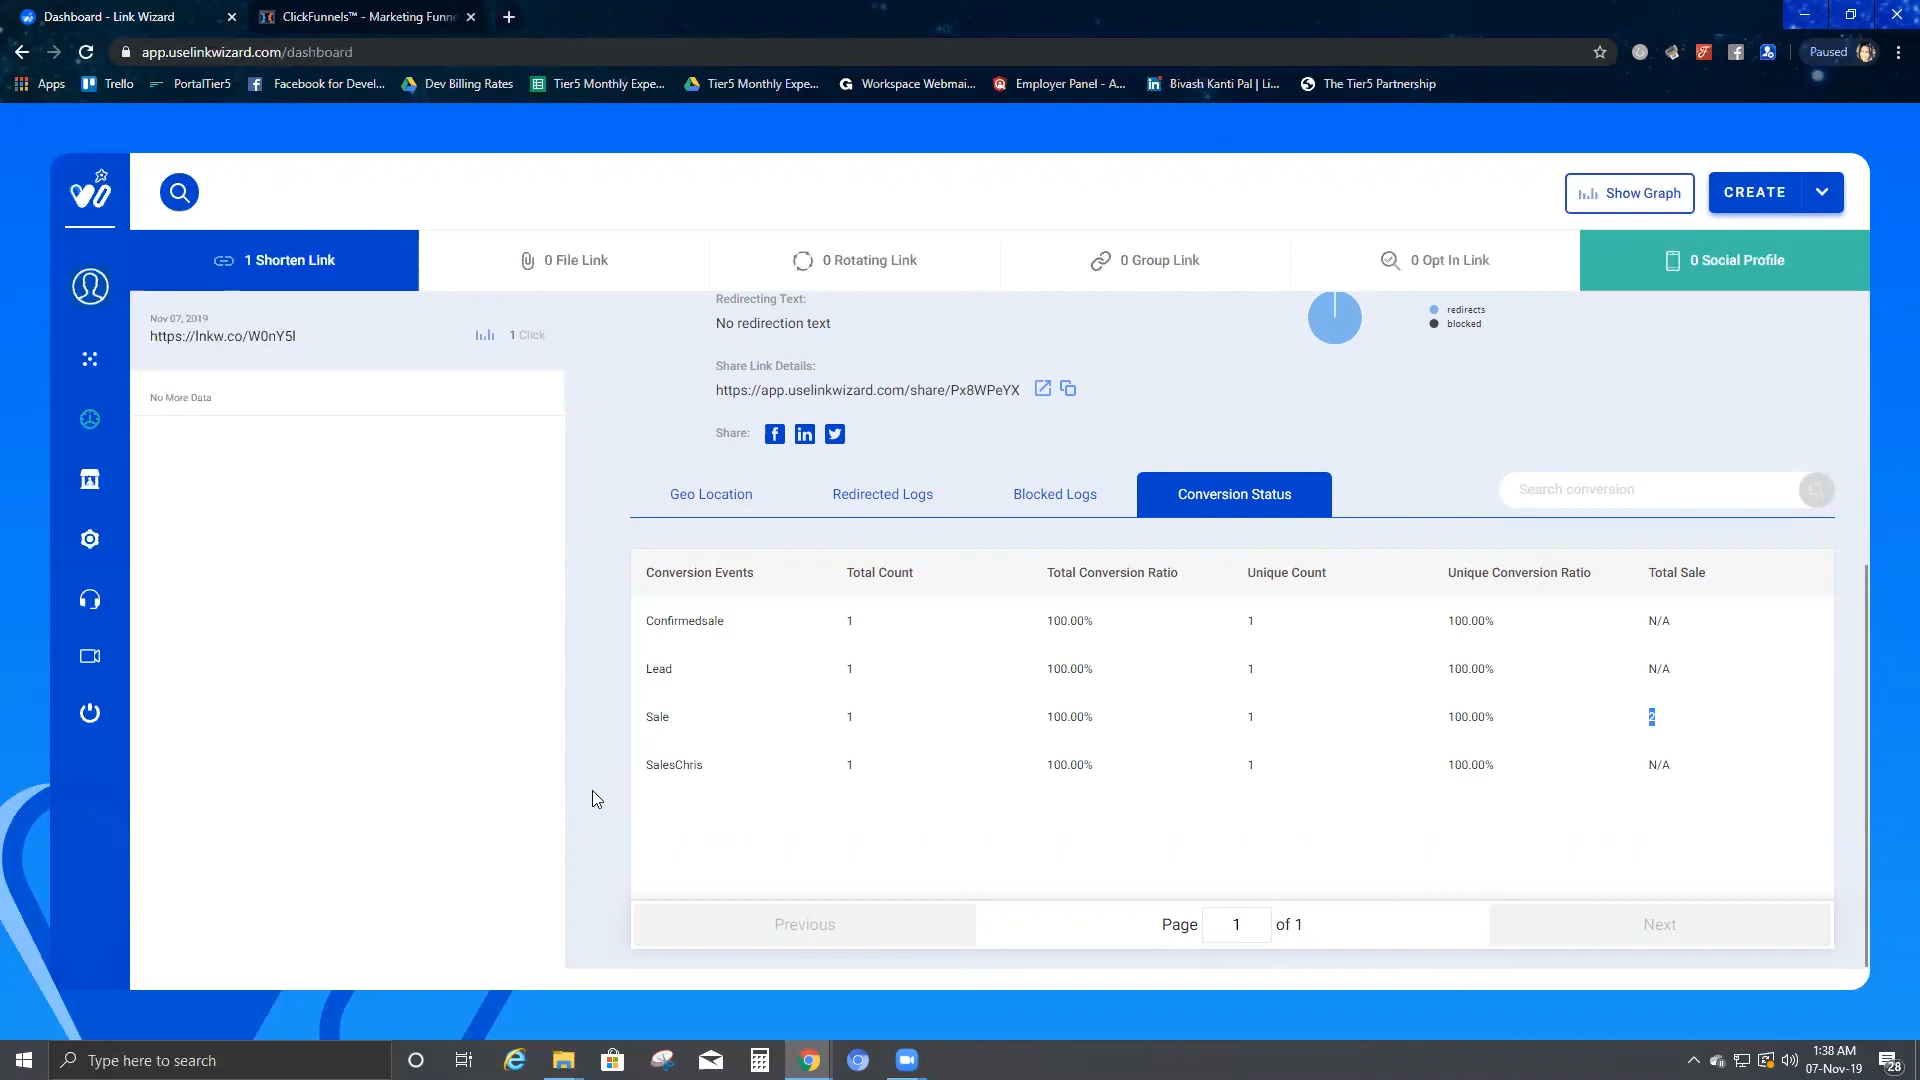 Dashboard - Link Wizard
ClickFunnels™ - Marketing Funne
app.uselinkwizard.com/dashboard
Paused
Apps
Trello
PortalTier5
Facebook for Devel...
Dev Billing Rates
Tier5 Monthly Expe...
Tier5 Monthly Expe...
Workspace Webmai...
Employer Panel - A...
Bivash Kanti Pal | Li...
The Tier5 Partnership
Show Graph
CREATE
1 Shorten Link
0 File Link
0 Rotating Link
0 Group Link
0 Opt In Link
0 Social Profile
Nov 07, 2019
https://lnkw.co/W0nY5l
1 Click
No More Data
Redirecting Text:
No redirection text
redirects
blocked
Share Link Details:
https://app.uselinkwizard.com/share/Px8WPeYX
Share:
Geo Location
Redirected Logs
Blocked Logs
Conversion Status
Search conversion
Conversion Events Total Count Total Conversion Ratio Unique Count Unique Conversion Ratio Total Sale
Confirmedsale 1 100.00% 1 100.00% N/A
Lead 1 100.00% 1 100.00% N/A
Sale 1 100.00% 1 100.00% 2
SalesChris 1 100.00% 1 100.00% N/A
Previous
Page 1 of 1
Next
Type here to search
1:38 AM
07-Nov-19
28